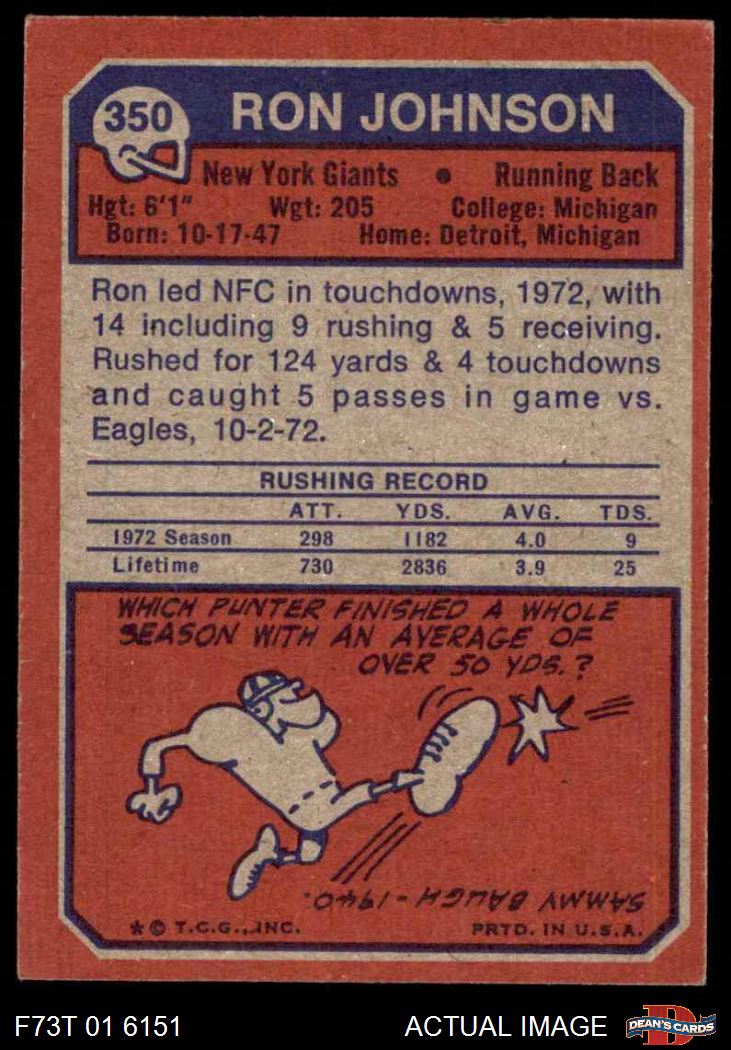 350 RON JOHNSON
New York Giants • Running Back
Hgt: 6'1" Wgt: 205 College: Michigan
Born: 10-17-47 Home: Detroit, Michigan
Ron led NFC in touchdowns, 1972, with
14 including 9 rushing & 5 receiving.
Rushed for 124 yards & 4 touchdowns
and caught 5 passes in game vs.
Eagles, 10-2-72.
RUSHING RECORD
ATT. YDS. AVG. TDS.
1972 Season 298 1182 4.0 9
Lifetime 730 2836 3.9 25
WHICH PUNTER FINISHED A WHOLE
SEASON WITH AN AVERAGE OF
OVER 50 YDS.?
SAMMY BAUGH - 1940.
* © T.C.G., INC. PRTD. IN U.S.A.
F73T 01 6151 ACTUAL IMAGE DEAN'S CARDS